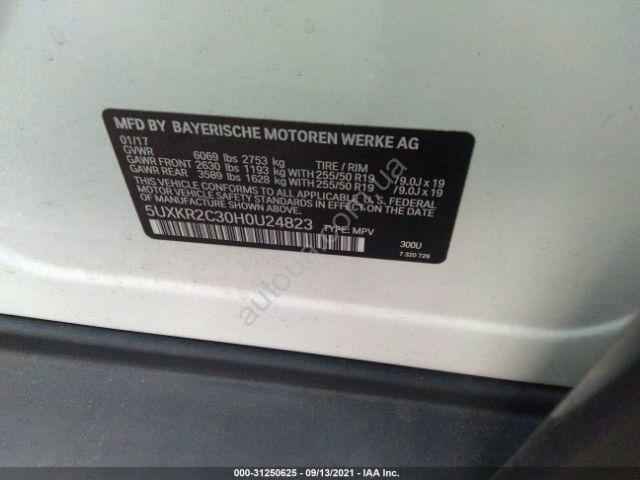 MFD BY BAYERISCHE MOTOREN WERKE AG
01/17
GVWR 6069 lbs 2753 kg TIRE / RIM
GAWR FRONT 2630 lbs 1193 kg WITH 255/50 R19 /9.0J x 19
GAWR REAR 3589 lbs 1628 kg WITH 255/50 R19 /9.0J x 19
THIS VEHICLE CONFORMS TO ALL APPLICABLE U.S. FEDERAL
MOTOR VEHICLE SAFETY STANDARDS IN EFFECT ON THE DATE
OF MANUFACTURE SHOWN ABOVE.
5UXKR2C30H0U24823 TYPE: MPV
300U
7 320 729
autoua.com.ua
000-31250625 - 09/13/2021 - IAA Inc.